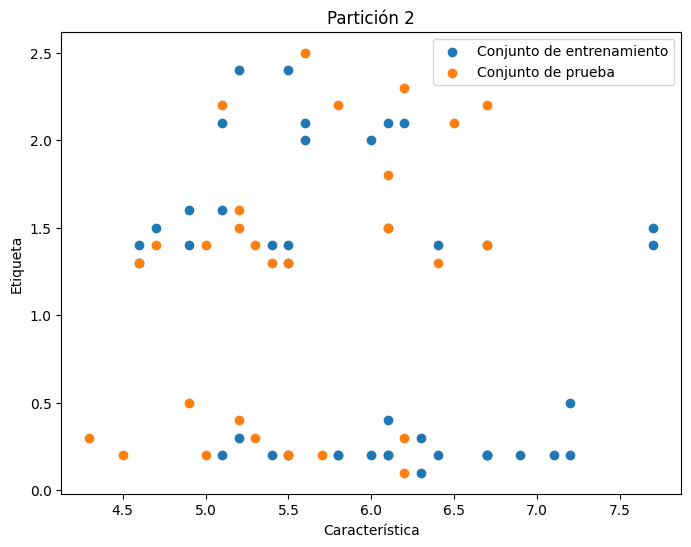 Partición 2
Conjunto de entrenamiento
Conjunto de prueba
2.5
2.0
1.5
1.0
0.5
0.0
Etiqueta
4.5 5.0 5.5 6.0 6.5 7.0 7.5
Característica